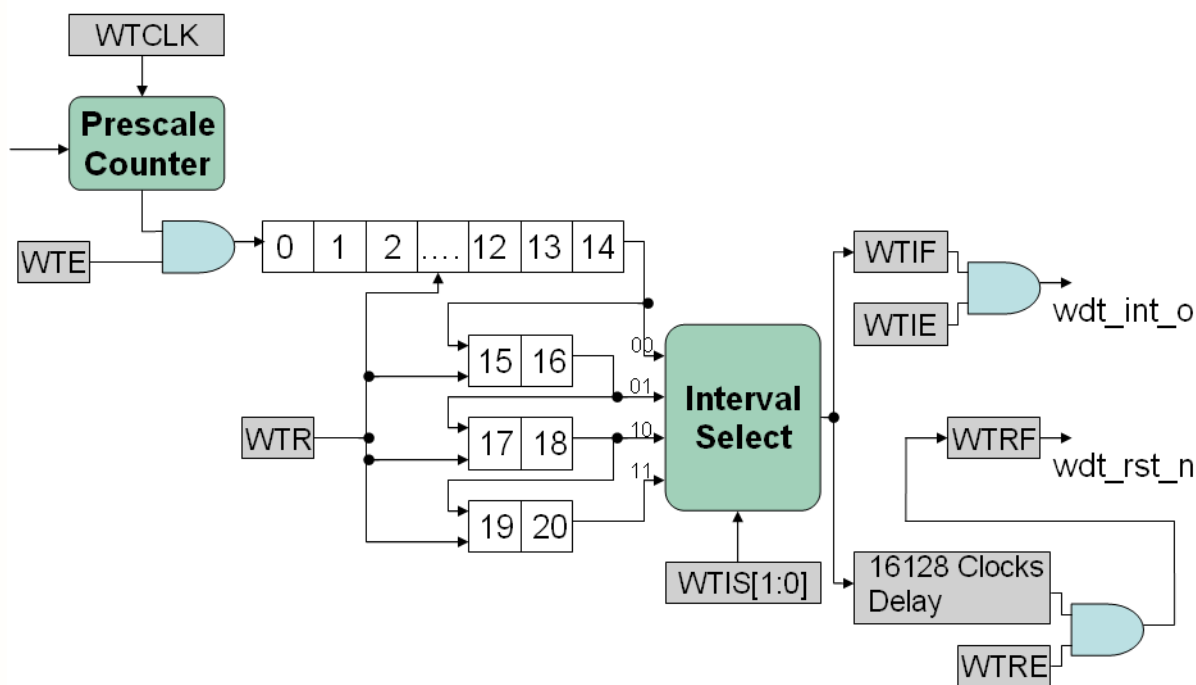 WTCLK
Prescale
Counter
WTE
0 1 2 .... 12 13 14
WTIF
WTIE
wdt_int_o
15 16
00
01
17 18
10
WTR
11
19 20
Interval
Select
WTRF
wdt_rst_n
WTIS[1:0]
16128 Clocks
Delay
WTRE